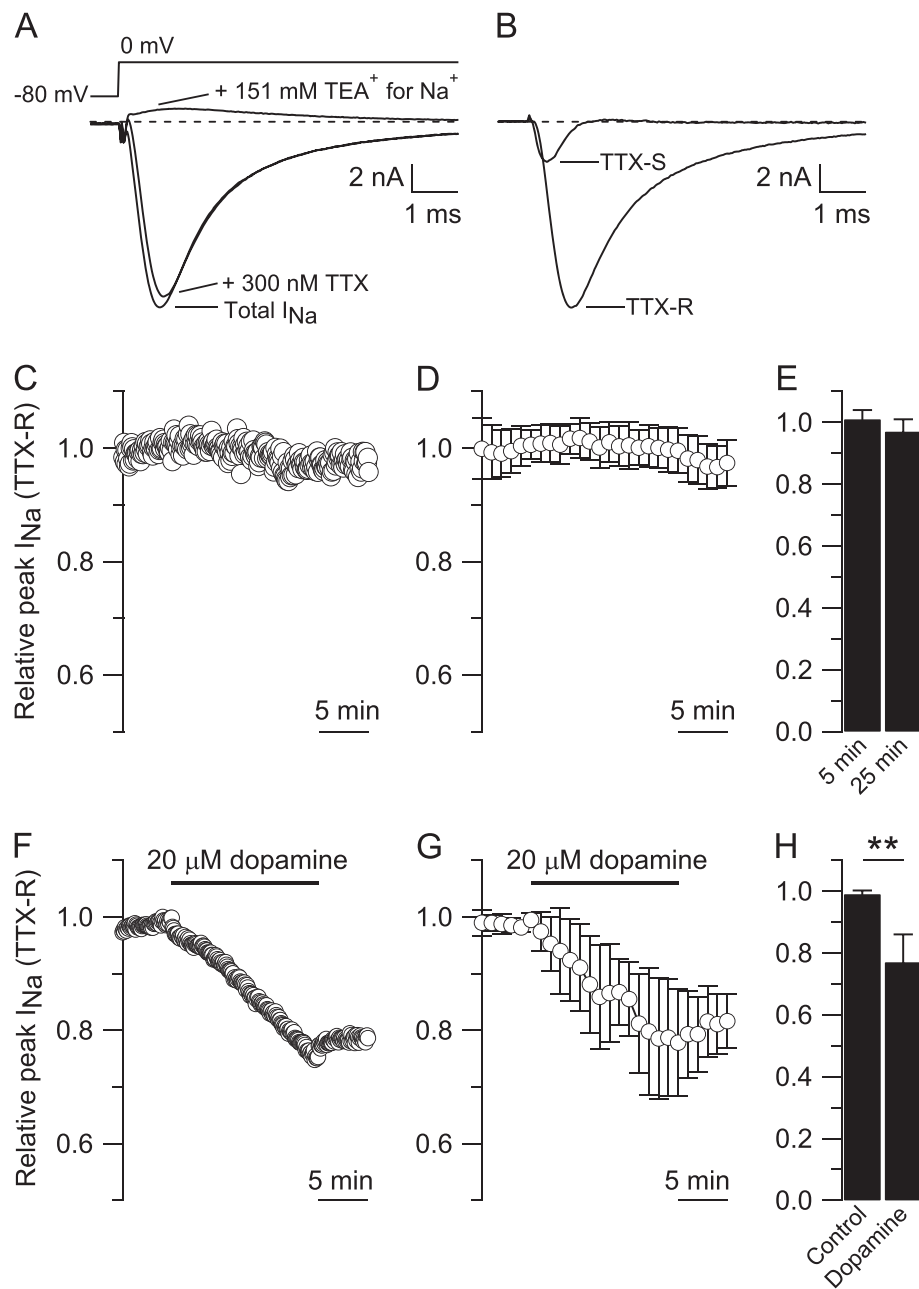 A
0 mV
-80 mV
+ 151 mM TEA+ for Na+
2 nA
1 ms
+ 300 nM TTX
Total INa
B
TTX-S
2 nA
1 ms
TTX-R
C
Relative peak INa (TTX-R)
1.0
0.8
0.6
5 min
D
1.0
0.8
0.6
5 min
E
1.0
0.8
0.6
0.4
0.2
0.0
5 min
25 min
F
Relative peak INa (TTX-R)
20 μM dopamine
1.0
0.8
0.6
5 min
G
20 μM dopamine
1.0
0.8
0.6
5 min
H
**
1.0
0.8
0.6
0.4
0.2
0.0
Control
Dopamine